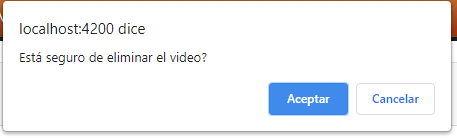 localhost:4200 dice
Está seguro de eliminar el video?
Aceptar
Cancelar